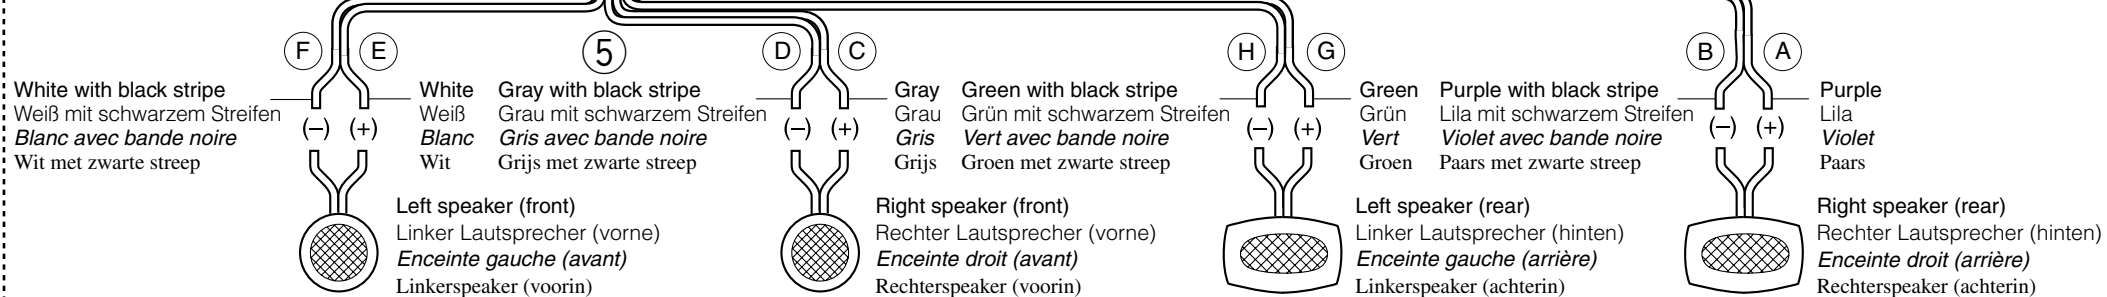 F E 5 D C H G B A
White with black stripe
Weiß mit schwarzem Streifen
Blanc avec bande noire
Wit met zwarte streep
(–) (+)
White
Weiß
Blanc
Wit
Gray with black stripe
Grau mit schwarzem Streifen
Gris avec bande noire
Grijs met zwarte streep
(–) (+)
Gray
Grau
Gris
Grijs
Green with black stripe
Grün mit schwarzem Streifen
Vert avec bande noire
Groen met zwarte streep
(–) (+)
Green
Grün
Vert
Groen
Purple with black stripe
Lila mit schwarzem Streifen
Violet avec bande noire
Paars met zwarte streep
(–) (+)
Purple
Lila
Violet
Paars
Left speaker (front)
Linker Lautsprecher (vorne)
Enceinte gauche (avant)
Linkerspeaker (voorin)
Right speaker (front)
Rechter Lautsprecher (vorne)
Enceinte droit (avant)
Rechterspeaker (voorin)
Left speaker (rear)
Linker Lautsprecher (hinten)
Enceinte gauche (arrière)
Linkerspeaker (achterin)
Right speaker (rear)
Rechter Lautsprecher (hinten)
Enceinte droit (arrière)
Rechterspeaker (achterin)